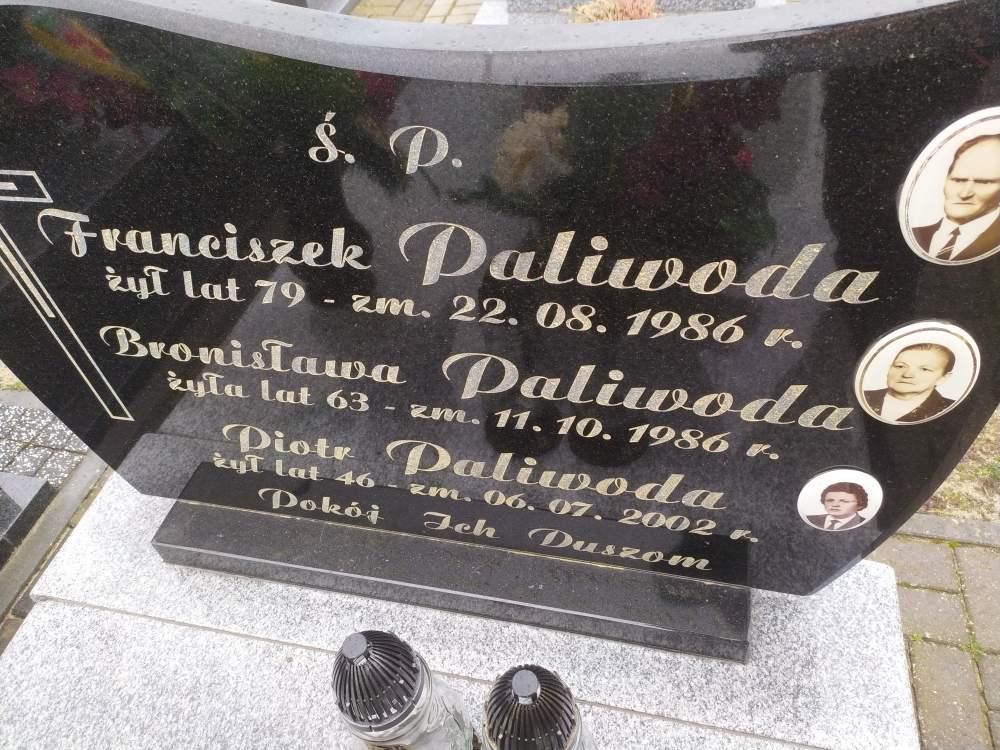 Ś. P.
Franciszek Paliwoda
żył lat 79 - zm. 22. 08. 1986 r.
Bronisława Paliwoda
żyła lat 63 - zm. 11. 10. 1986 r.
Piotr Paliwoda
żył lat 46 - zm. 06. 07. 2002 r.
Pokój Ich Duszom